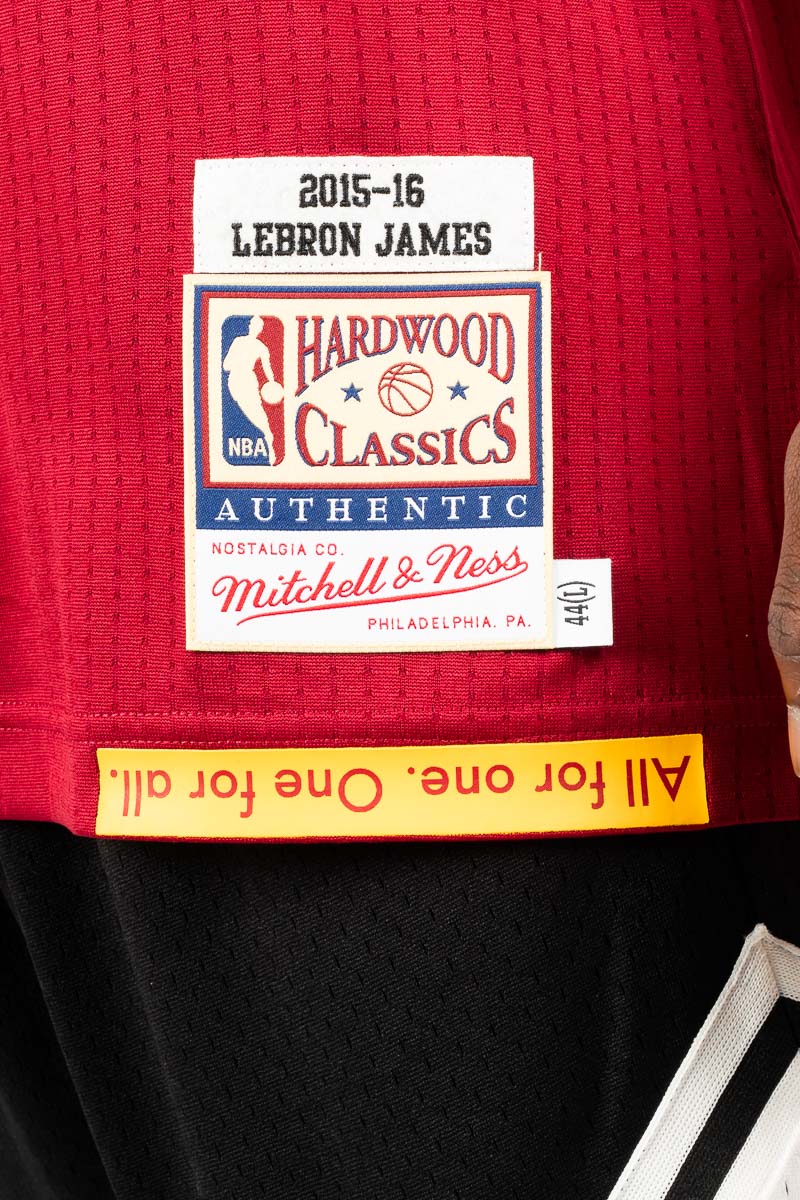 2015-16
LEBRON JAMES
HARDWOOD
CLASSICS
NBA
AUTHENTIC
NOSTALGIA CO.
Mitchell & Ness
PHILADELPHIA. PA.
44(L)
All for one. One for all.